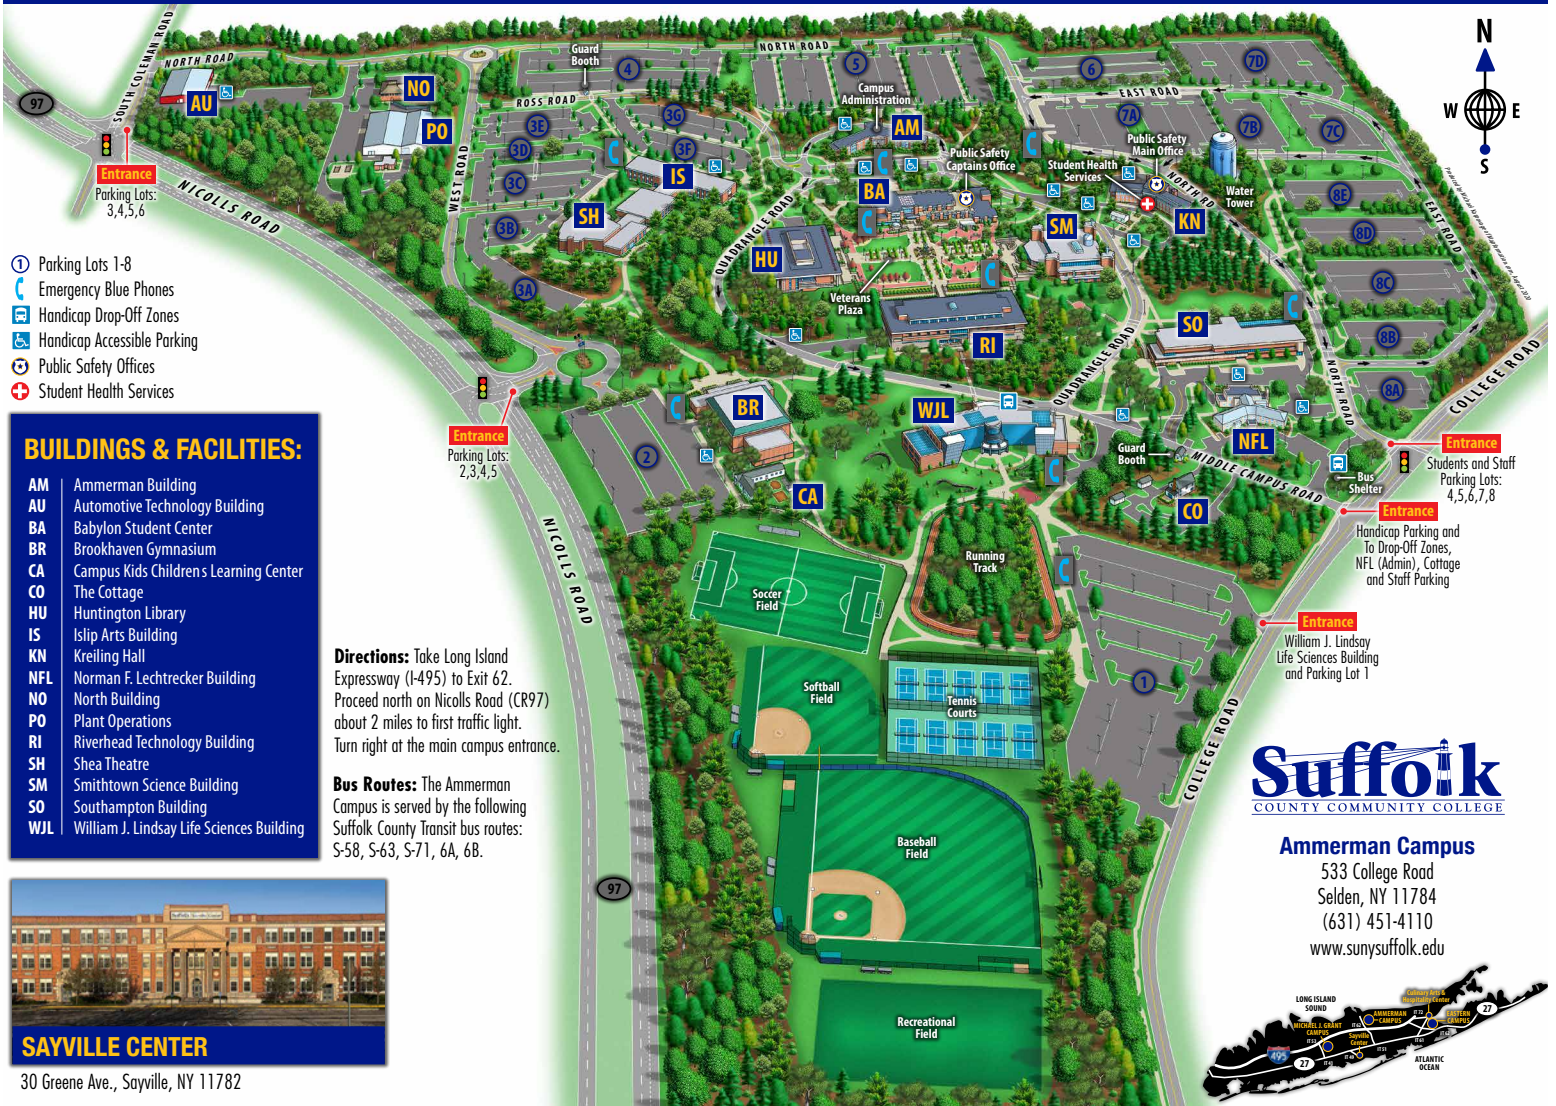 SOUTH COLEMAN ROAD
NORTH ROAD
97
AU
NO
PO
Entrance
Parking Lots:
3,4,5,6
NICOLLS ROAD
WEST ROAD
Guard
Booth
4
ROSS ROAD
3G
3E
3D
3F
3C
3B
3A
IS
SH
NORTH ROAD
5
Campus
Administration
AM
Public Safety
Captain's Office
BA
QUADRANGLE ROAD
HU
Veterans
Plaza
RI
SM
Student Health
Services
Public Safety
Main Office
NORTH RD
KN
6
7D
EAST ROAD
7A
7B
7C
Water
Tower
8E
8D
8C
8B
8A
EAST ROAD
N
W E
S
SO
NORTH ROAD
QUADRANGLE ROAD
COLLEGE ROAD
1 Parking Lots 1-8
Emergency Blue Phones
Handicap Drop-Off Zones
Handicap Accessible Parking
Public Safety Offices
Student Health Services
Entrance
Parking Lots:
2,3,4,5
2
BR
CA
WJL
NFL
Guard
Booth
MIDDLE CAMPUS ROAD
CO
Bus
Shelter
Entrance
Students and Staff
Parking Lots:
4,5,6,7,8
Entrance
Handicap Parking and
To Drop-Off Zones,
NFL (Admin), Cottage
and Staff Parking
Entrance
William J. Lindsay
Life Sciences Building
and Parking Lot 1
BUILDINGS & FACILITIES:
AM Ammerman Building
AU Automotive Technology Building
BA Babylon Student Center
BR Brookhaven Gymnasium
CA Campus Kids Childrens Learning Center
CO The Cottage
HU Huntington Library
IS Islip Arts Building
KN Kreiling Hall
NFL Norman F. Lechtrecker Building
NO North Building
PO Plant Operations
RI Riverhead Technology Building
SH Shea Theatre
SM Smithtown Science Building
SO Southampton Building
WJL William J. Lindsay Life Sciences Building
NICOLLS ROAD
Directions: Take Long Island
Expressway (I-495) to Exit 62.
Proceed north on Nicolls Road (CR97)
about 2 miles to first traffic light.
Turn right at the main campus entrance.
Bus Routes: The Ammerman
Campus is served by the following
Suffolk County Transit bus routes:
S-58, S-63, S-71, 6A, 6B.
97
Soccer
Field
Running
Track
Softball
Field
Tennis
Courts
1
Baseball
Field
Recreational
Field
COLLEGE ROAD
Suffolk
COUNTY COMMUNITY COLLEGE
Ammerman Campus
533 College Road
Selden, NY 11784
(631) 451-4110
www.sunysuffolk.edu
SAYVILLE CENTER
30 Greene Ave., Sayville, NY 11782
LONG ISLAND
SOUND
Culinary Arts &
Hospitality Center
AMMERMAN
CAMPUS
EASTERN
CAMPUS
MICHAEL J. GRANT
CAMPUS
Sayville
Center
495
27
27
ATLANTIC
OCEAN